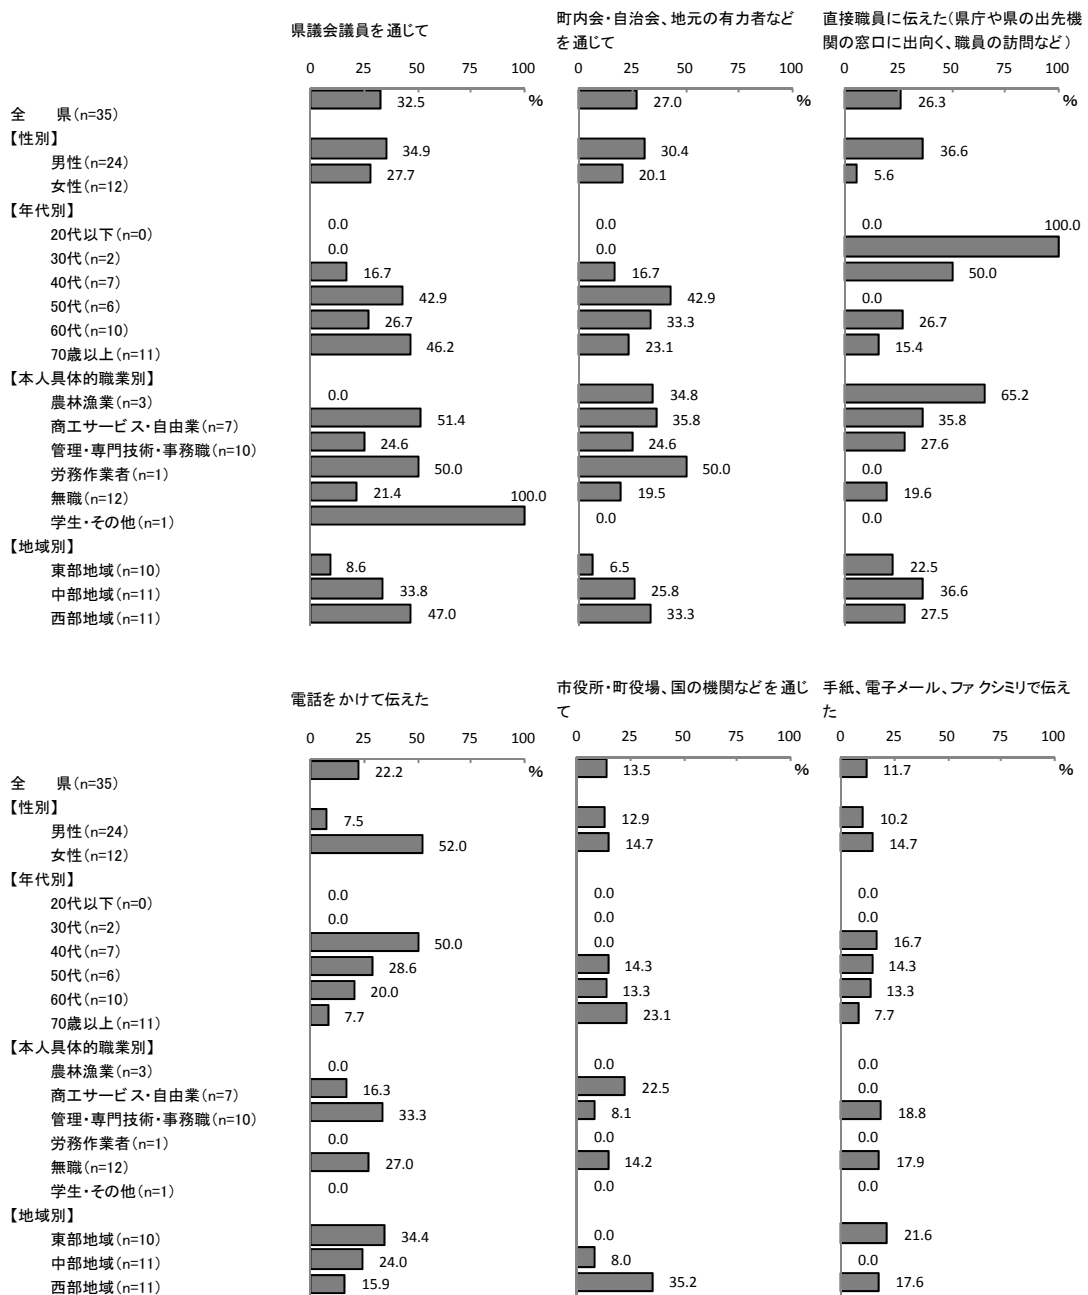 県議会議員を通じて
町内会・自治会、地元の有力者など
を通じて
直接職員に伝えた(県庁や県の出先機
関の窓口に出向く、職員の訪問など)
0 25 50 75 100 0 25 50 75 100 0 25 50 75 100
% % %
全　県(n=35) 32.5 27.0 26.3
【性別】
男性(n=24) 34.9 30.4 36.6
女性(n=12) 27.7 20.1 5.6
【年代別】
20代以下(n=0) 0.0 0.0 0.0
30代(n=2) 0.0 0.0 100.0
40代(n=7) 16.7 16.7 50.0
50代(n=6) 42.9 42.9 0.0
60代(n=10) 26.7 33.3 26.7
70歳以上(n=11) 46.2 23.1 15.4
【本人具体的職業別】
農林漁業(n=3) 0.0 34.8 65.2
商工サービス・自由業(n=7) 51.4 35.8 35.8
管理・専門技術・事務職(n=10) 24.6 24.6 27.6
労務作業者(n=1) 50.0 50.0 0.0
無職(n=12) 21.4 19.5 19.6
学生・その他(n=1) 100.0 0.0 0.0
【地域別】
東部地域(n=10) 8.6 6.5 22.5
中部地域(n=11) 33.8 25.8 36.6
西部地域(n=11) 47.0 33.3 27.5
電話をかけて伝えた
市役所・町役場、国の機関などを通じ
て
手紙、電子メール、ファクシミリで伝え
た
0 25 50 75 100 0 25 50 75 100 0 25 50 75 100
% % %
全　県(n=35) 22.2 13.5 11.7
【性別】
男性(n=24) 7.5 12.9 10.2
女性(n=12) 52.0 14.7 14.7
【年代別】
20代以下(n=0) 0.0 0.0 0.0
30代(n=2) 0.0 0.0 0.0
40代(n=7) 50.0 0.0 16.7
50代(n=6) 28.6 14.3 14.3
60代(n=10) 20.0 13.3 13.3
70歳以上(n=11) 7.7 23.1 7.7
【本人具体的職業別】
農林漁業(n=3) 0.0 0.0 0.0
商工サービス・自由業(n=7) 16.3 22.5 0.0
管理・専門技術・事務職(n=10) 33.3 8.1 18.8
労務作業者(n=1) 0.0 0.0 0.0
無職(n=12) 27.0 14.2 17.9
学生・その他(n=1) 0.0 0.0 0.0
【地域別】
東部地域(n=10) 34.4 0.0 21.6
中部地域(n=11) 24.0 8.0 0.0
西部地域(n=11) 15.9 35.2 17.6